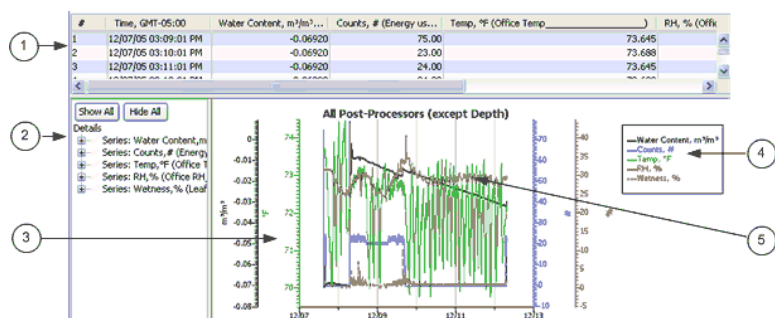 # Time, GMT-05:00 Water Content, m³/m³... Counts, # (Energy us... Temp, °F (Office Temp RH, % (Offi
1 12/07/05 03:09:01 PM -0.06920 75.00 73.645
2 12/07/05 03:10:01 PM -0.06920 23.00 73.688
3 12/07/05 03:11:01 PM -0.06920 24.00 73.645
1
Show All Hide All
Details
Series: Water Content,m
Series: Counts,# (Energy
Series: Temp,°F (Office T
Series: RH,% (Office RH,
Series: Wetness,% (Leaf
2
3
All Post-Processors (except Depth)
m³/m³
0
-0.01
-0.02
-0.03
-0.04
-0.05
-0.06
-0.07
-0.08
°F
74
73
72
71
70
12/07 12/09 12/11 12/13
#
70
60
50
40
30
20
10
0
-10
%
40
35
30
25
20
15
10
5
0
-5
Water Content, m³/m³
Counts, #
Temp, °F
RH, %
Wetness, %
4
5